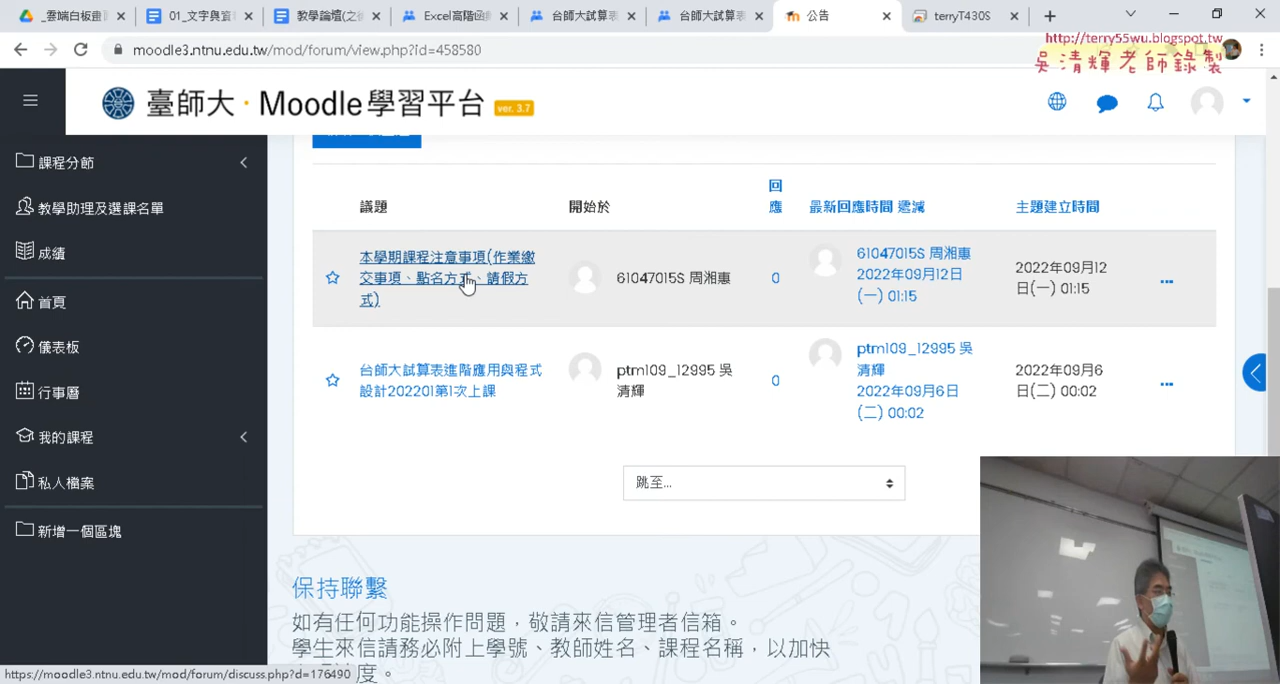 _雲端白板畫
01_文字與資
教學論壇(之
Excel高階函
台師大試算表
台師大試算表
公告
terryT430S
moodle3.ntnu.edu.tw/mod/forum/view.php?id=458580
http://terry55wu.blogspot.tw
吳清輝老師錄製
臺師大·Moodle學習平台 ver. 3.7
課程分節
教學助理及選課名單
成績
首頁
儀表板
行事曆
我的課程
私人檔案
新增一個區塊
議題 開始於 回應 最新回應時間 遞減 主題建立時間
本學期課程注意事項(作業繳
交事項、點名方式、請假方
式)
61047015S 周湘惠
0
61047015S 周湘惠
2022年09月12日
(一) 01:15
2022年09月12
日(一) 01:15
台師大試算表進階應用與程式
設計202201第1次上課
ptm109_12995 吳
清輝
0
ptm109_12995 吳
清輝
2022年09月6日
(二) 00:02
2022年09月6
日(二) 00:02
跳至...
保持聯繫
如有任何功能操作問題，敬請來信管理者信箱。
學生來信請務必附上學號、教師姓名、課程名稱，以加快
度。
https://moodle3.ntnu.edu.tw/mod/forum/discuss.php?d=176490